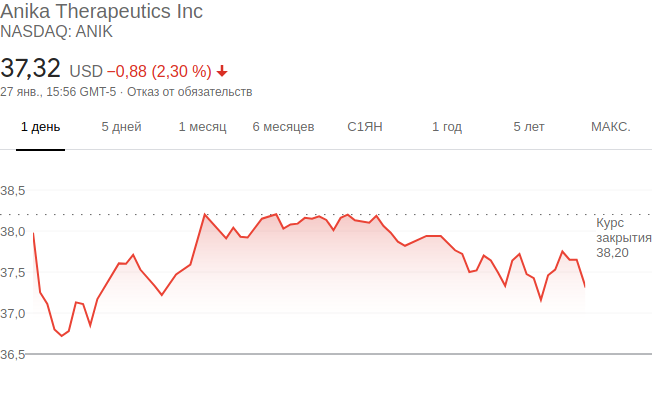 Anika Therapeutics Inc
NASDAQ: ANIK
37,32 USD −0,88 (2,30 %)
27 янв., 15:56 GMT-5 · Отказ от обязательств
1 день 5 дней 1 месяц 6 месяцев С1ЯН 1 год 5 лет МАКС.
38,5
38,0
37,5
37,0
36,5
Курс
закрытия
38,20